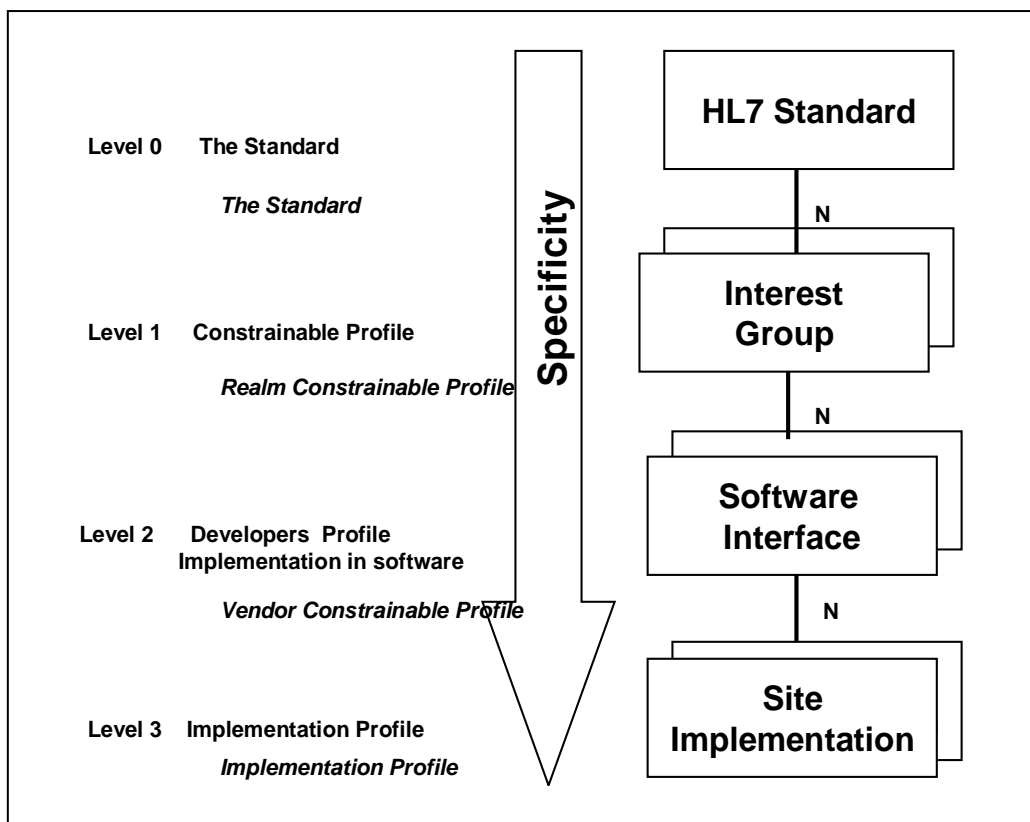 Level 0 The Standard
The Standard
Level 1 Constrainable Profile
Realm Constrainable Profile
Level 2 Developers Profile
Implementation in software
Vendor Constrainable Profile
Level 3 Implementation Profile
Implementation Profile
Specificity
HL7 Standard
N
Interest
Group
N
Software
Interface
N
Site
Implementation